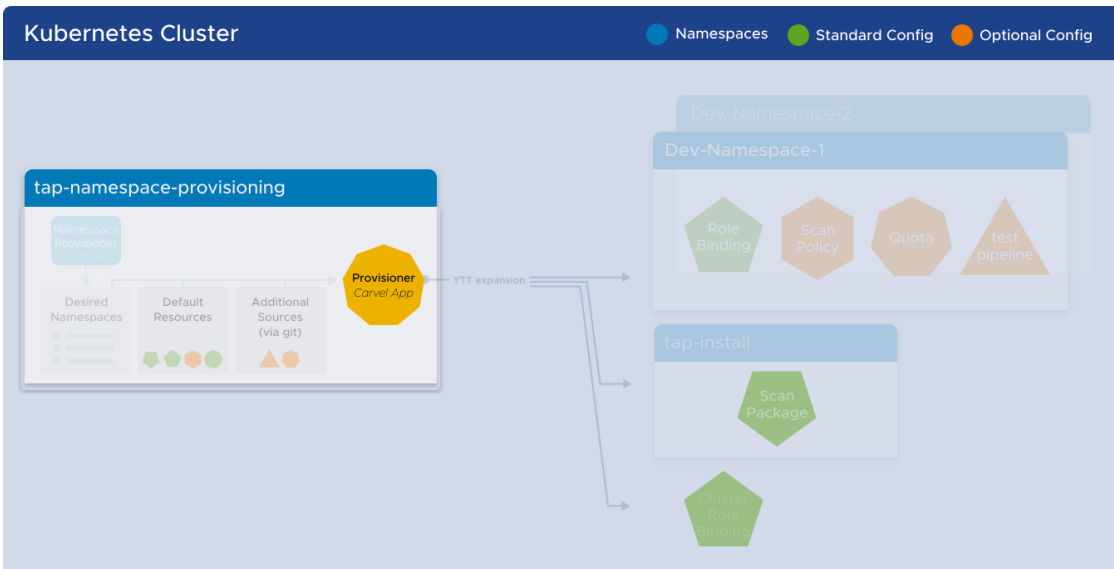 Kubernetes Cluster
Namespaces
Standard Config
Optional Config
tap-namespace-provisioning
Namespace
Provisioner
Desired
Namespaces
Default
Resources
Additional
Sources
(via git)
Provisioner
Carvel App
YTT expansion
Dev-Namespace-2
Dev-Namespace-1
Role
Binding
Scan
Policy
Quota
test
pipeline
tap-install
Scan
Package
Cluster
Role
Binding